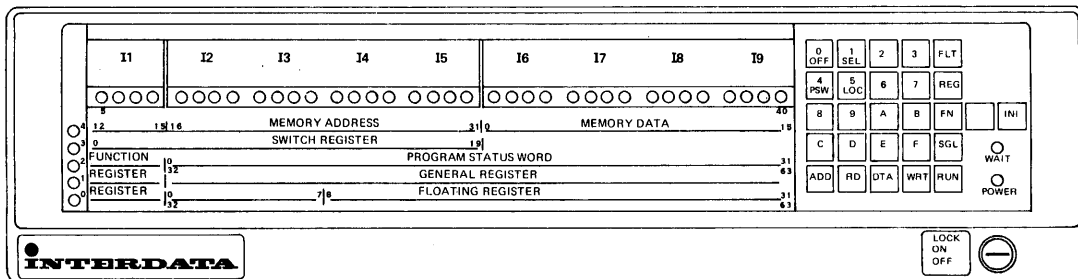 I1 I2 I3 I4 I5 I6 I7 I8 I9
5 40
4 12 15 16 MEMORY ADDRESS 31 0 MEMORY DATA 15
3 0 SWITCH REGISTER 19
2 FUNCTION 0 PROGRAM STATUS WORD 31
32 63
1 REGISTER GENERAL REGISTER
0 REGISTER 0 7 8 FLOATING REGISTER 31
32 63
0 OFF 1 SEL 2 3 FLT
4 PSW 5 LOC 6 7 REG
8 9 A B FN INI
C D E F SGL
WAIT
ADD RD DTA WRT RUN
POWER
INTERDATA
LOCK
ON
OFF